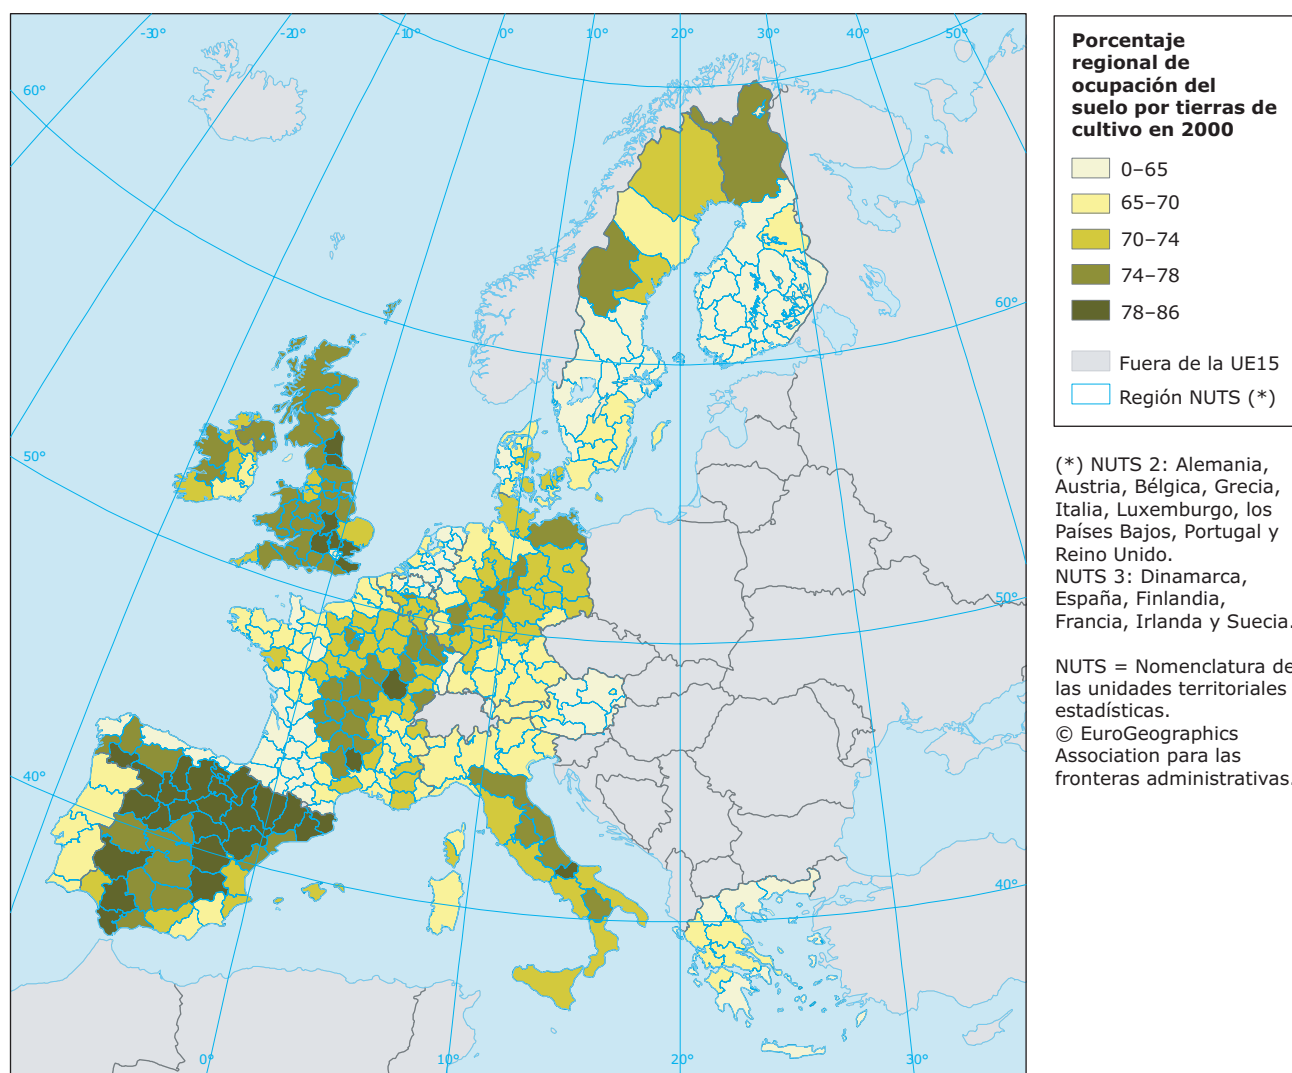 -30°
-20°
-10°
0°
10°
20°
30°
40°
50°
60°
60°
50°
60°
50°
40°
40°
0°
10°
20°
30°
Porcentaje
regional de
ocupación del
suelo por tierras de
cultivo en 2000
0–65
65–70
70–74
74–78
78–86
Fuera de la UE15
Región NUTS (*)
(*) NUTS 2: Alemania,
Austria, Bélgica, Grecia,
Italia, Luxemburgo, los
Países Bajos, Portugal y
Reino Unido.
NUTS 3: Dinamarca,
España, Finlandia,
Francia, Irlanda y Suecia.
NUTS = Nomenclatura de
las unidades territoriales
estadísticas.
© EuroGeographics
Association para las
fronteras administrativas.